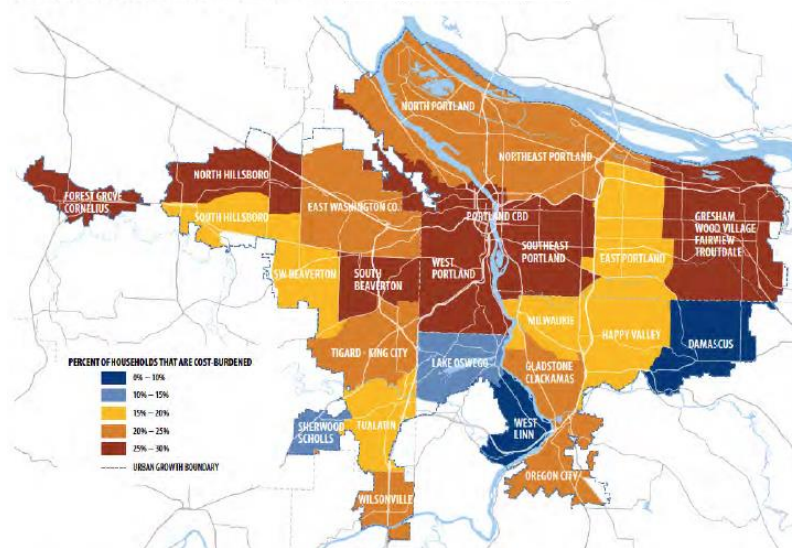 NORTH PORTLAND
NORTHEAST PORTLAND
NORTH HILLSBORO
FOREST GROVE
CORNELIUS
SOUTH HILLSBORO
EAST WASHINGTON CO.
PORTLAND CBD
GRESHAM
WOOD VILLAGE
FAIRVIEW
TROUTDALE
SOUTHEAST
PORTLAND
EAST PORTLAND
WEST
PORTLAND
SW BEAVERTON
SOUTH
BEAVERTON
MILWAUKIE
HAPPY VALLEY
DAMASCUS
TIGARD - KING CITY
LAKE OSWEGO
GLADSTONE
CLACKAMAS
PERCENT OF HOUSEHOLDS THAT ARE COST-BURDENED
0% – 10%
10% – 15%
15% – 20%
20% – 25%
25% – 30%
URBAN GROWTH BOUNDARY
SHERWOOD
SCHOLLS
TUALATIN
WEST
LINN
OREGON CITY
WILSONVILLE